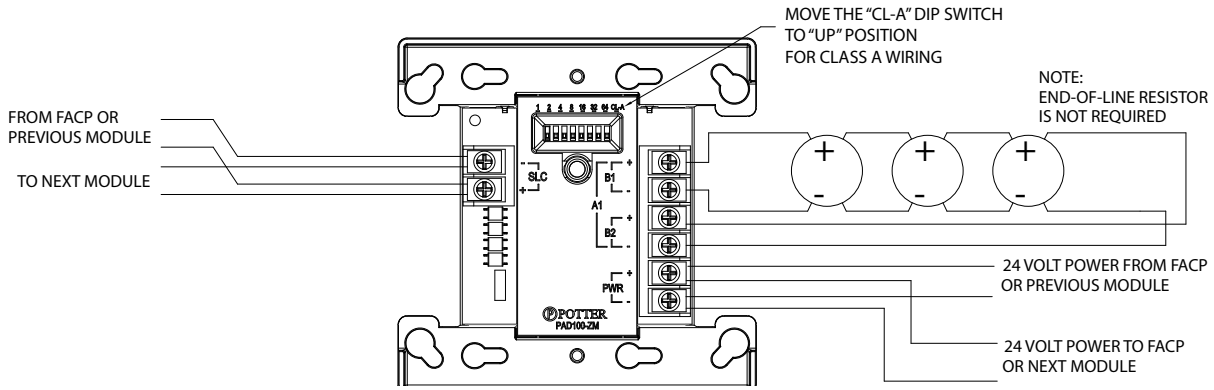 MOVE THE “CL-A” DIP SWITCH
TO “UP” POSITION
FOR CLASS A WIRING
NOTE:
END-OF-LINE RESISTOR
IS NOT REQUIRED
FROM FACP OR
PREVIOUS MODULE
TO NEXT MODULE
1 2 4 8 16 32 64 CL-A
- SLC
+
+
B1
-
A1
+
B2
-
+
PWR
-
+ + +
- - -
P POTTER
PAD100-ZM
24 VOLT POWER FROM FACP
OR PREVIOUS MODULE
24 VOLT POWER TO FACP
OR NEXT MODULE